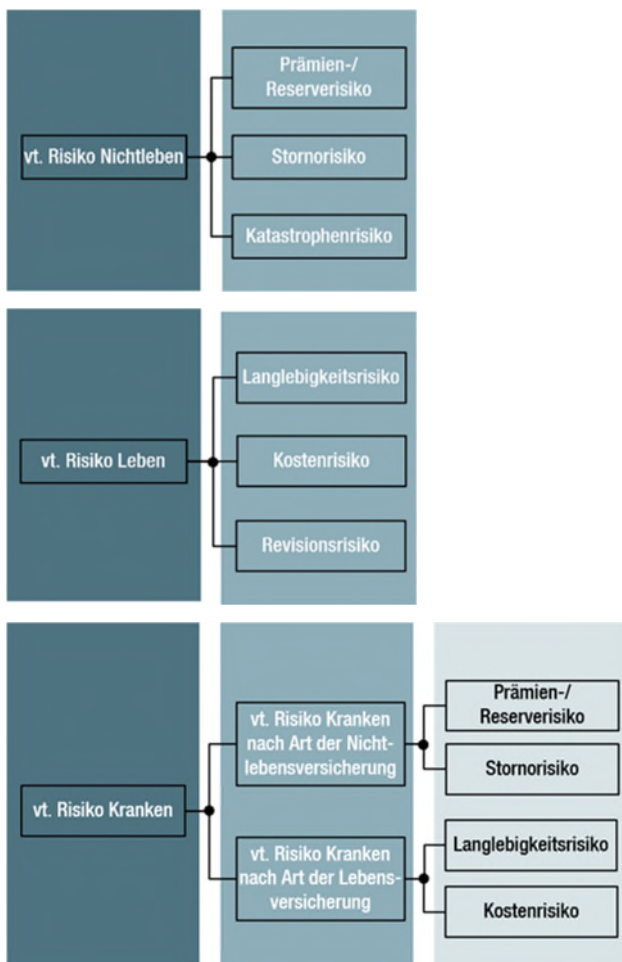 vt. Risiko Nichtleben
Prämien-/
Reserverisiko
Stornorisiko
Katastrophenrisiko
vt. Risiko Leben
Langlebigkeitsrisiko
Kostenrisiko
Revisionsrisiko
vt. Risiko Kranken
vt. Risiko Kranken
nach Art der Nicht-
lebensversicherung
Prämien-/
Reserverisiko
Stornorisiko
vt. Risiko Kranken
nach Art der Lebens-
versicherung
Langlebigkeitsrisiko
Kostenrisiko